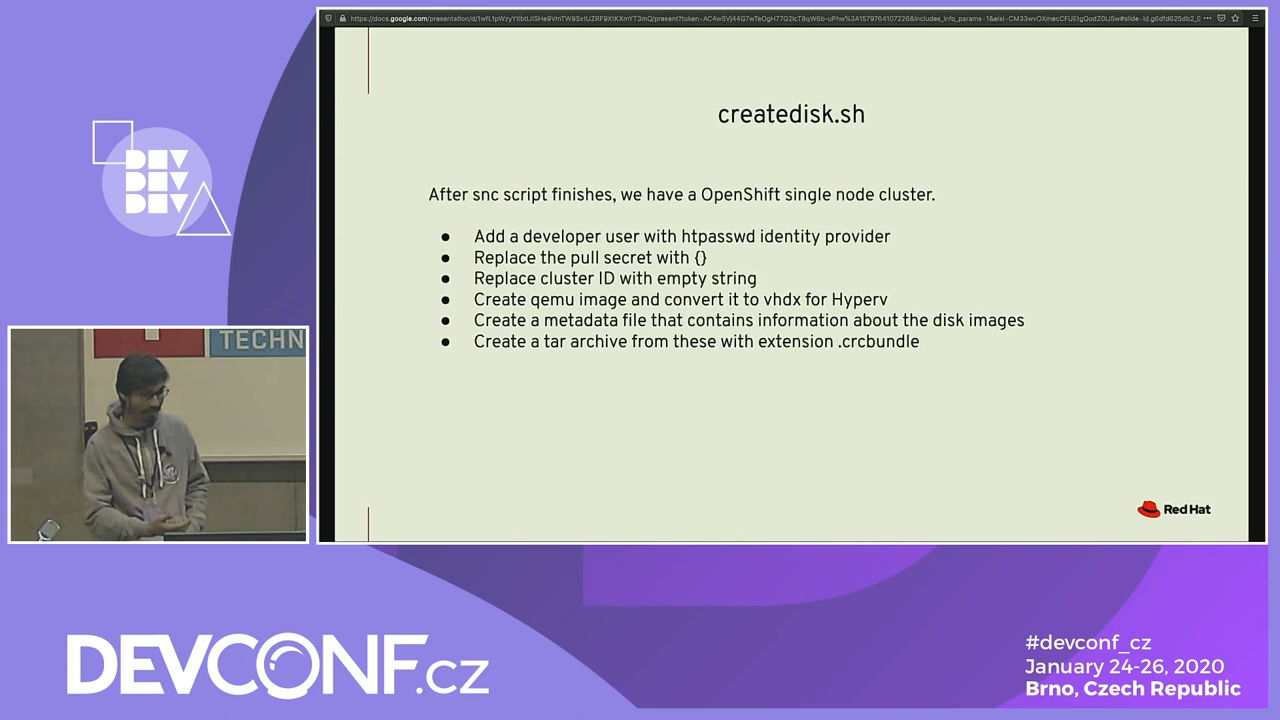 createdisk.sh
After snc script finishes, we have a OpenShift single node cluster.
● Add a developer user with htpasswd identity provider
● Replace the pull secret with {}
● Replace cluster ID with empty string
● Create qemu image and convert it to vhdx for Hyperv
● Create a metadata file that contains information about the disk images
● Create a tar archive from these with extension .crcbundle
Red Hat
DEV
DEV
DEV
TECHN
DEVCONF.cz
#devconf_cz
January 24-26, 2020
Brno, Czech Republic